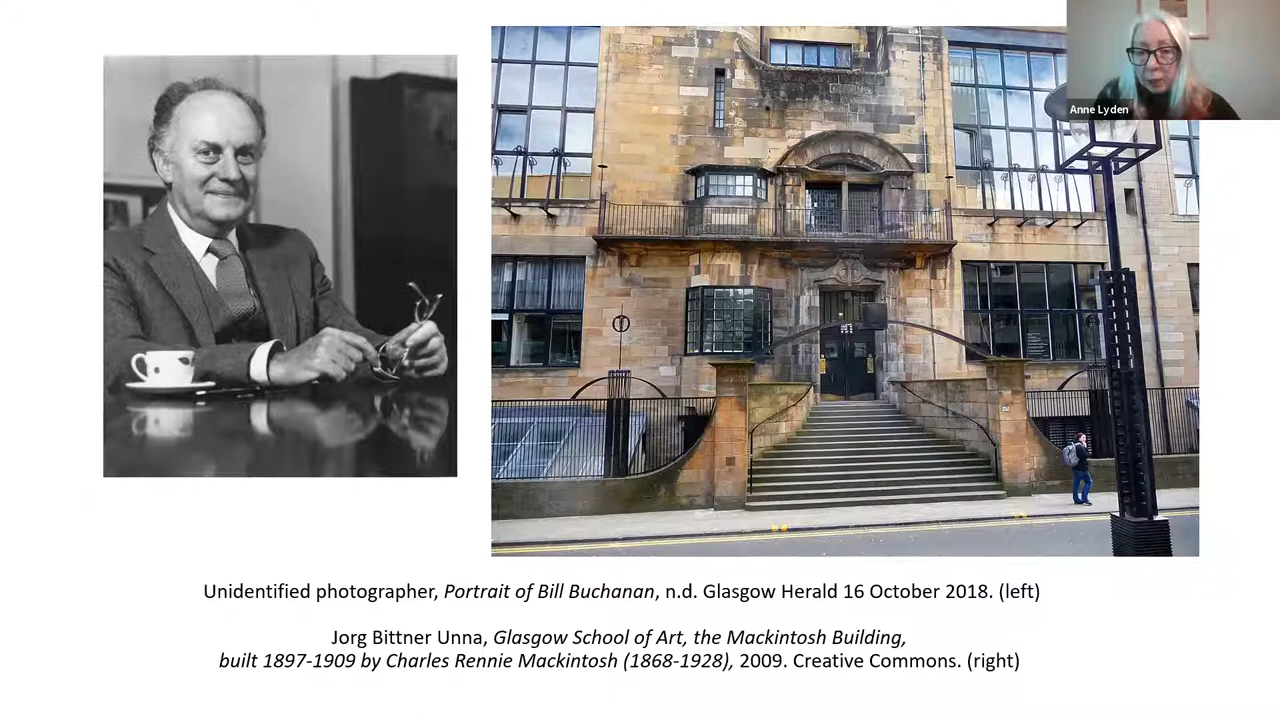 Anne Lyden
Unidentified photographer, Portrait of Bill Buchanan, n.d. Glasgow Herald 16 October 2018. (left)
Jorg Bittner Unna, Glasgow School of Art, the Mackintosh Building,
built 1897-1909 by Charles Rennie Mackintosh (1868-1928), 2009. Creative Commons. (right)